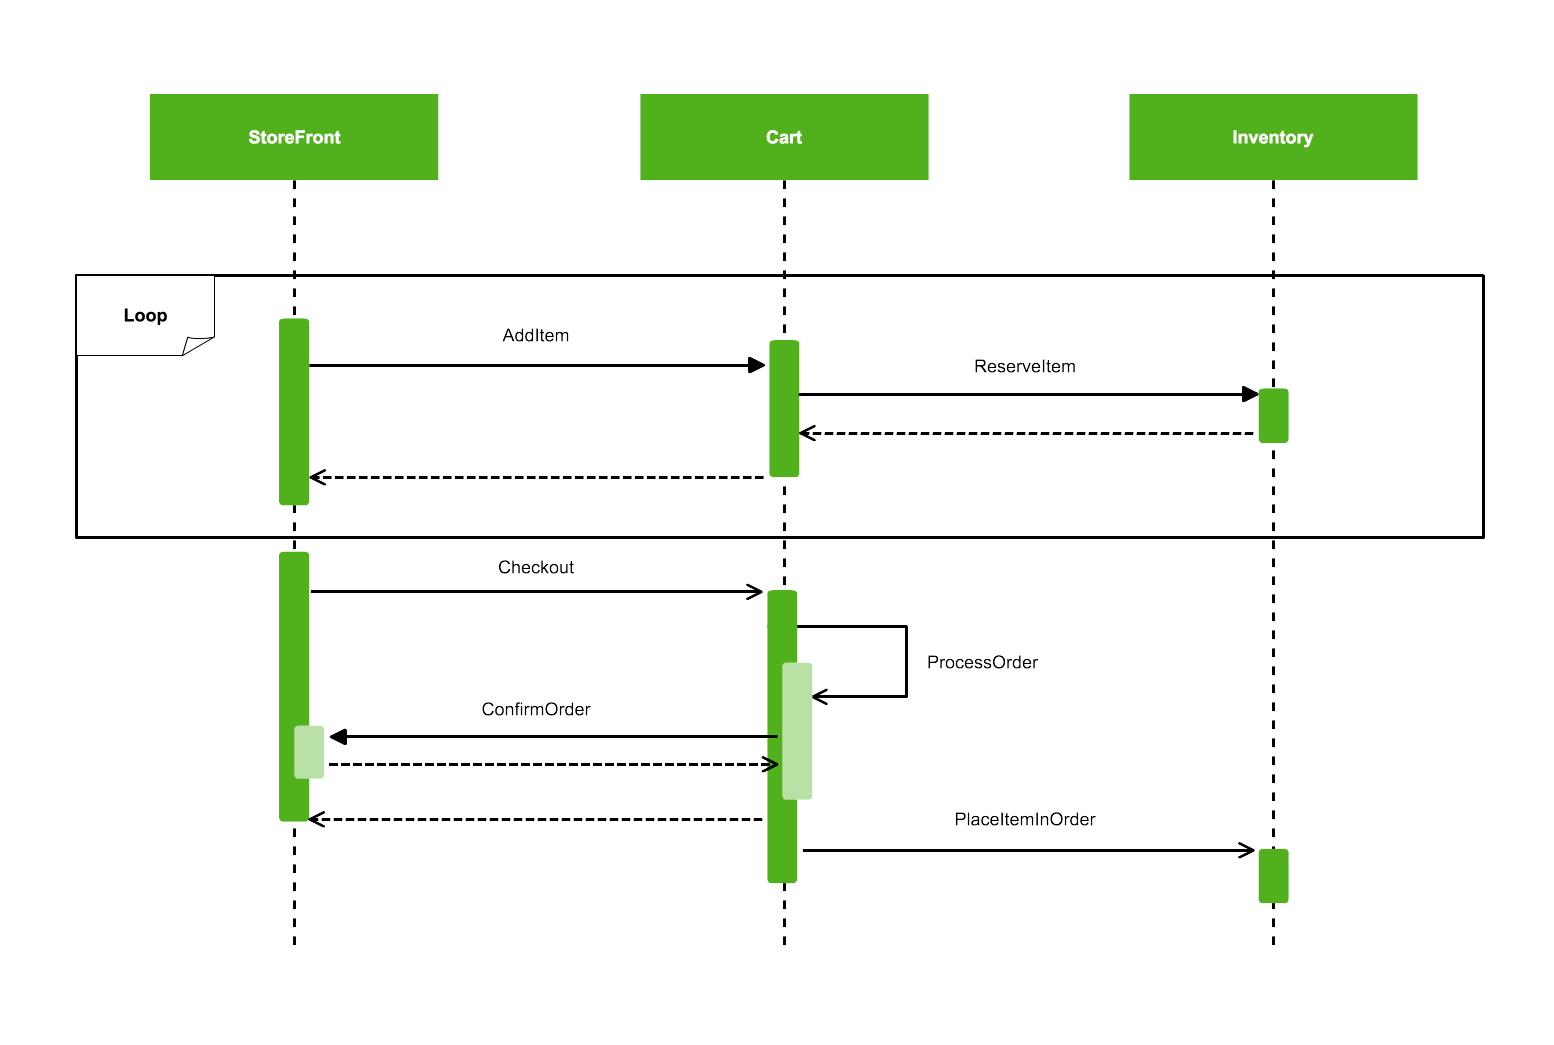 StoreFront
Cart
Inventory
Loop
AddItem
ReserveItem
Checkout
ProcessOrder
ConfirmOrder
PlaceItemInOrder